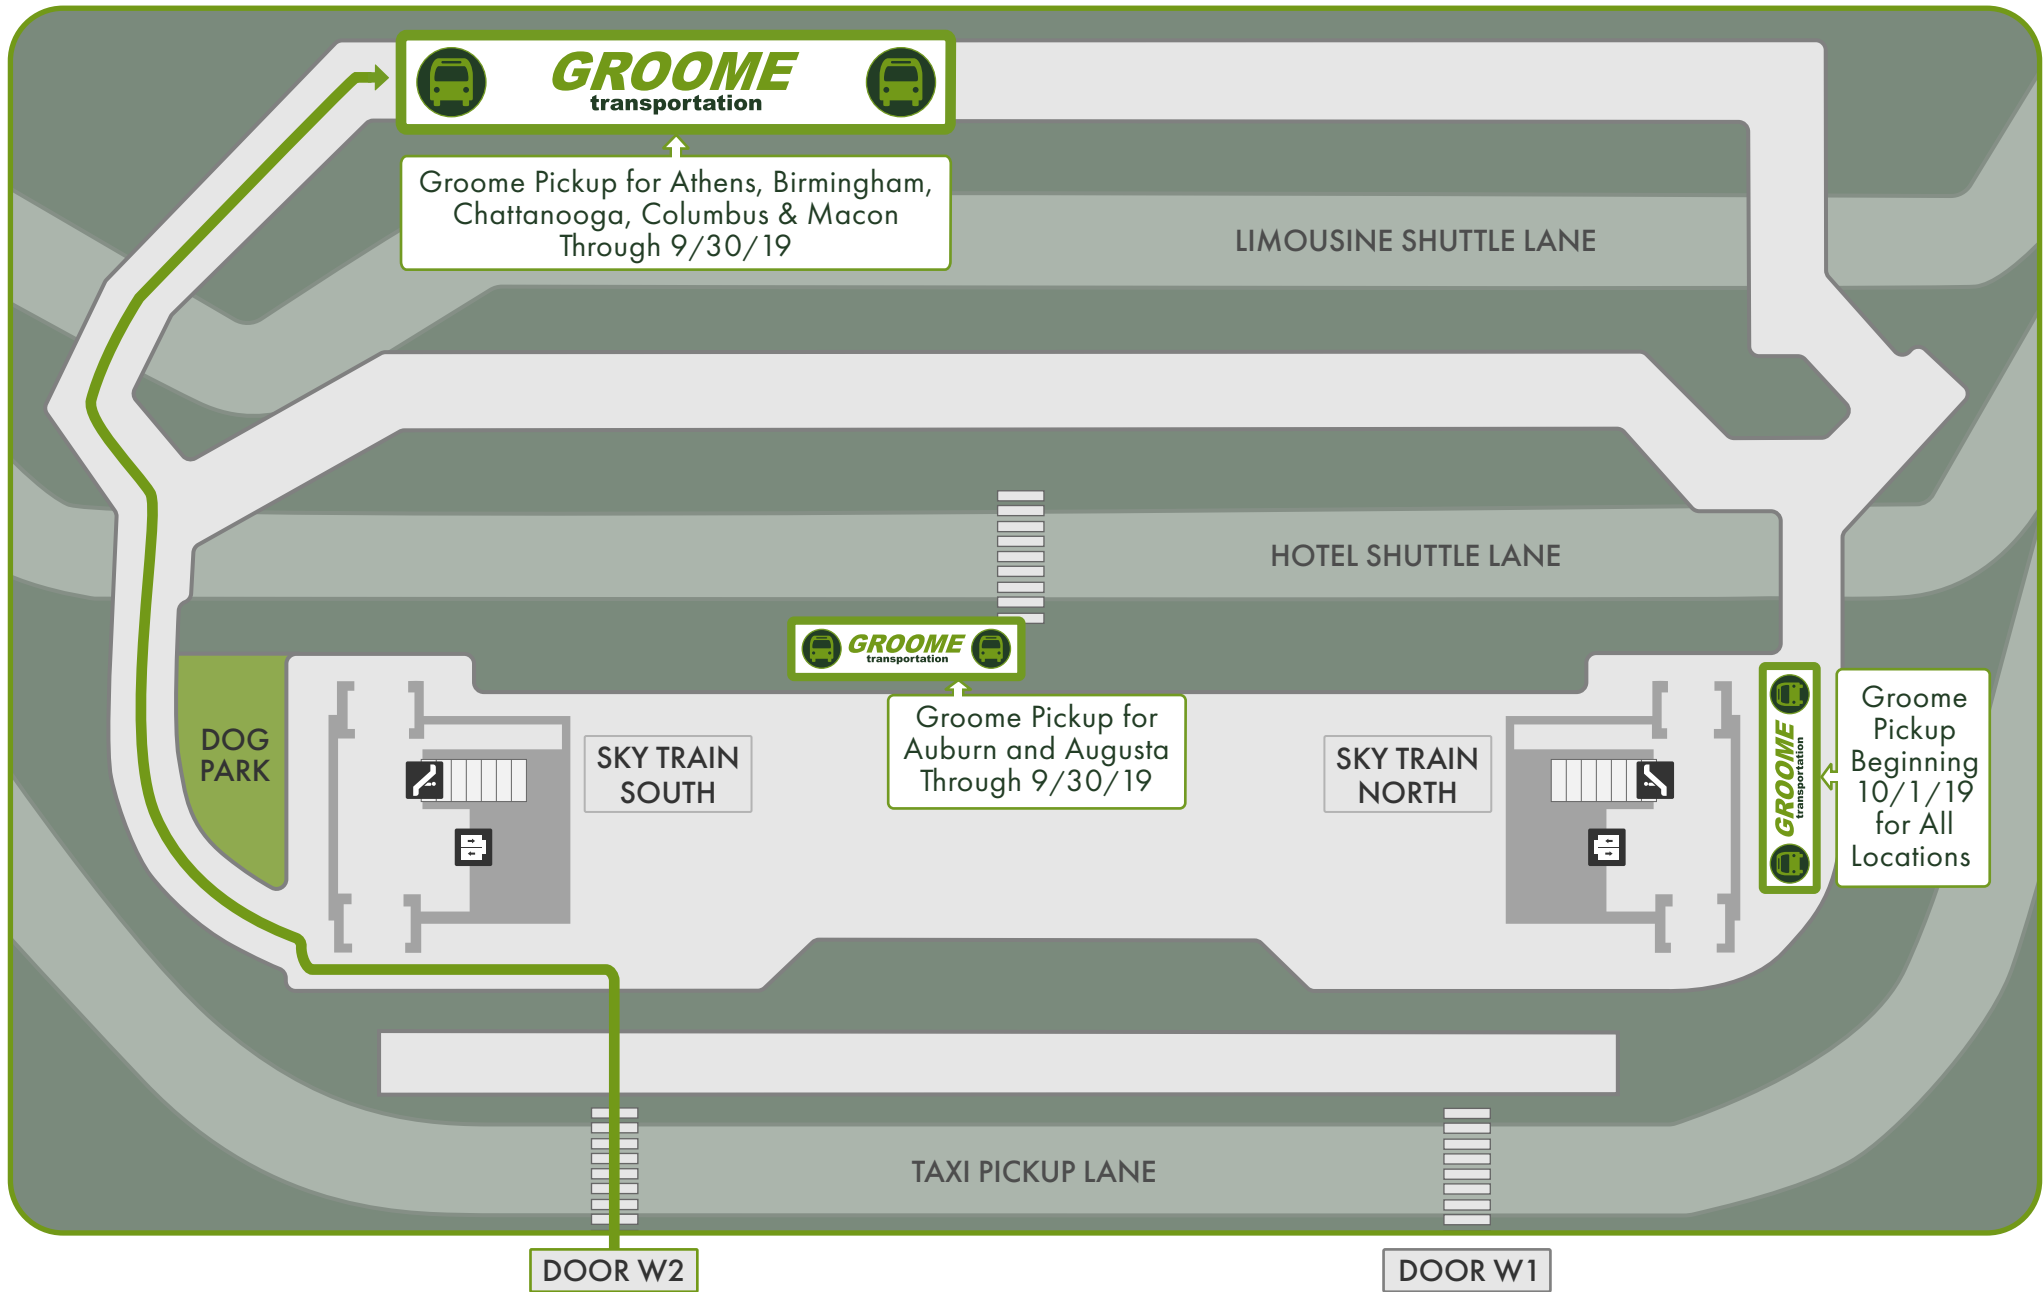 GROOME
transportation
Groome Pickup for Athens, Birmingham,
Chattanooga, Columbus & Macon
Through 9/30/19
LIMOUSINE SHUTTLE LANE
HOTEL SHUTTLE LANE
GROOME
transportation
Groome Pickup for
Auburn and Augusta
Through 9/30/19
DOG
PARK
SKY TRAIN
SOUTH
SKY TRAIN
NORTH
GROOME
transportation
Groome
Pickup
Beginning
10/1/19
for All
Locations
TAXI PICKUP LANE
DOOR W2
DOOR W1